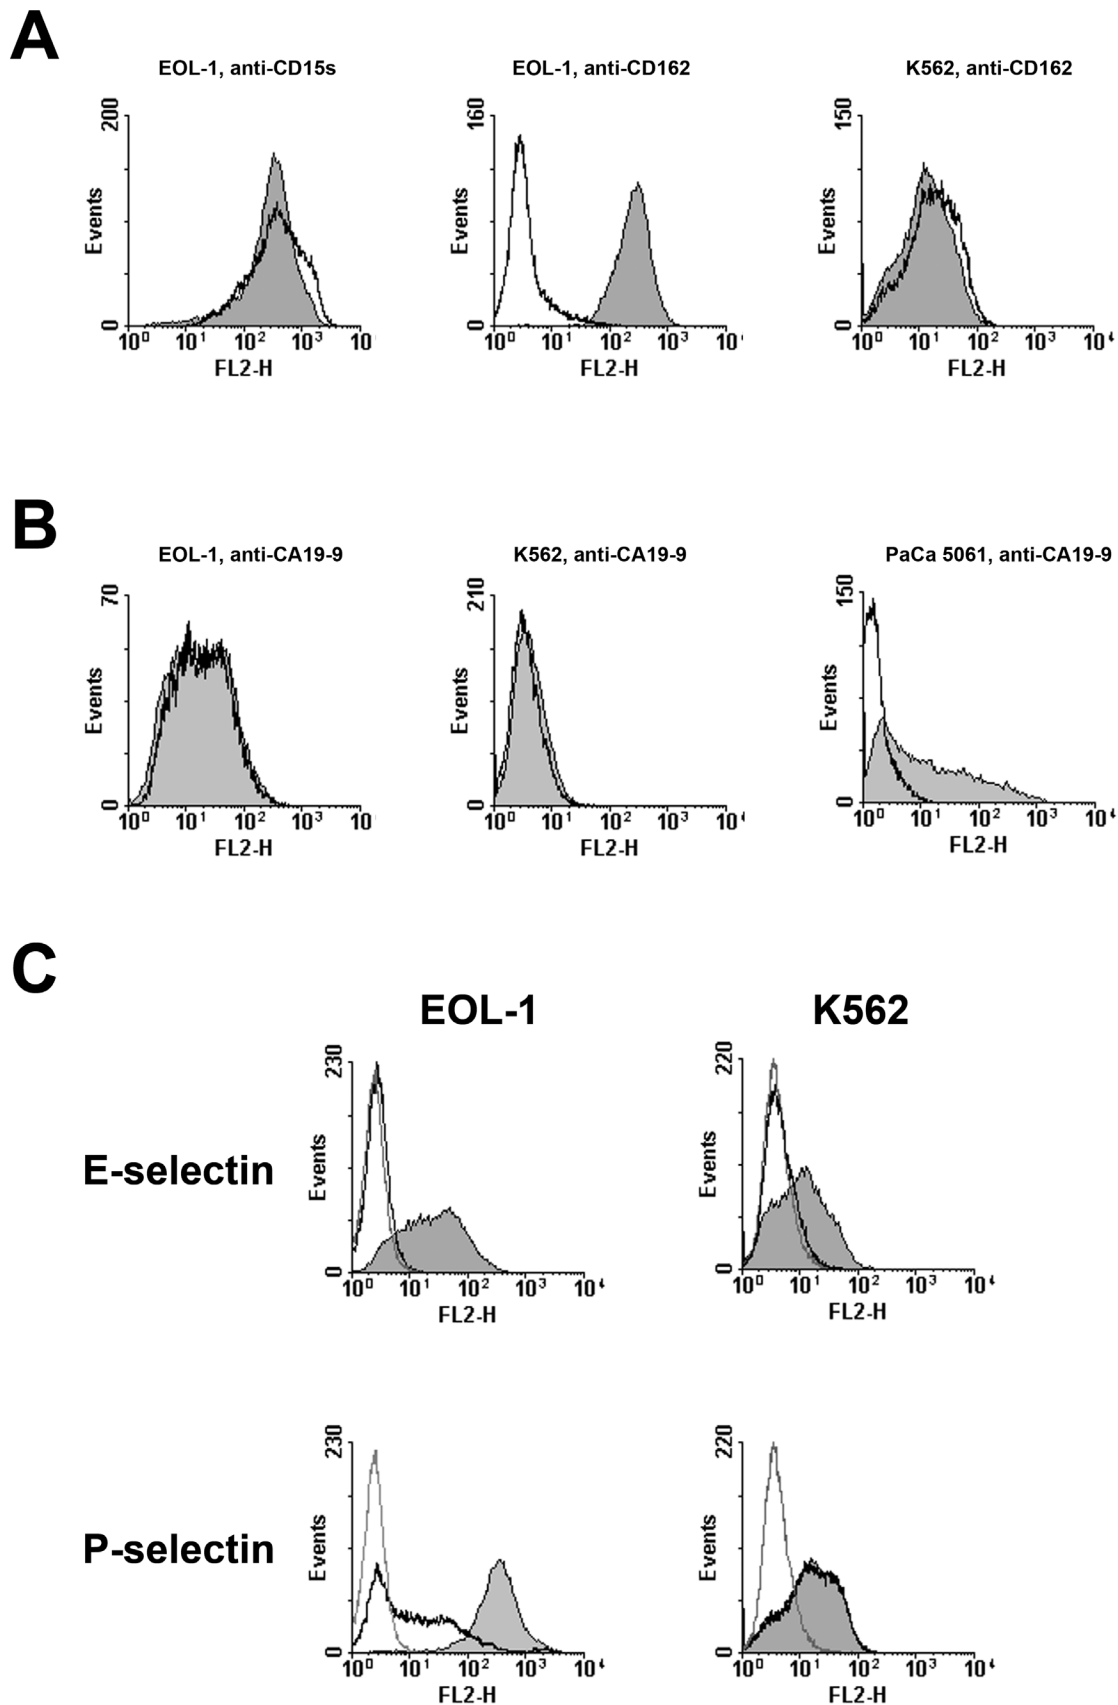 A
EOL-1, anti-CD15s
EOL-1, anti-CD162
K562, anti-CD162
200
Events
0
10⁰ 10¹ 10² 10³ 10
FL2-H
160
Events
0
10⁰ 10¹ 10² 10³ 10
FL2-H
150
Events
0
10⁰ 10¹ 10² 10³ 10⁴
FL2-H
B
EOL-1, anti-CA19-9
K562, anti-CA19-9
PaCa 5061, anti-CA19-9
70
Events
0
10⁰ 10¹ 10² 10³ 10
FL2-H
210
Events
0
10⁰ 10¹ 10² 10³ 10
FL2-H
150
Events
0
10⁰ 10¹ 10² 10³ 10⁴
FL2-H
C
EOL-1
K562
E-selectin
230
Events
0
10⁰ 10¹ 10² 10³ 10⁴
FL2-H
220
Events
0
10⁰ 10¹ 10² 10³ 10⁴
FL2-H
P-selectin
230
Events
0
10⁰ 10¹ 10² 10³ 10⁴
FL2-H
220
Events
0
10⁰ 10¹ 10² 10³ 10⁴
FL2-H